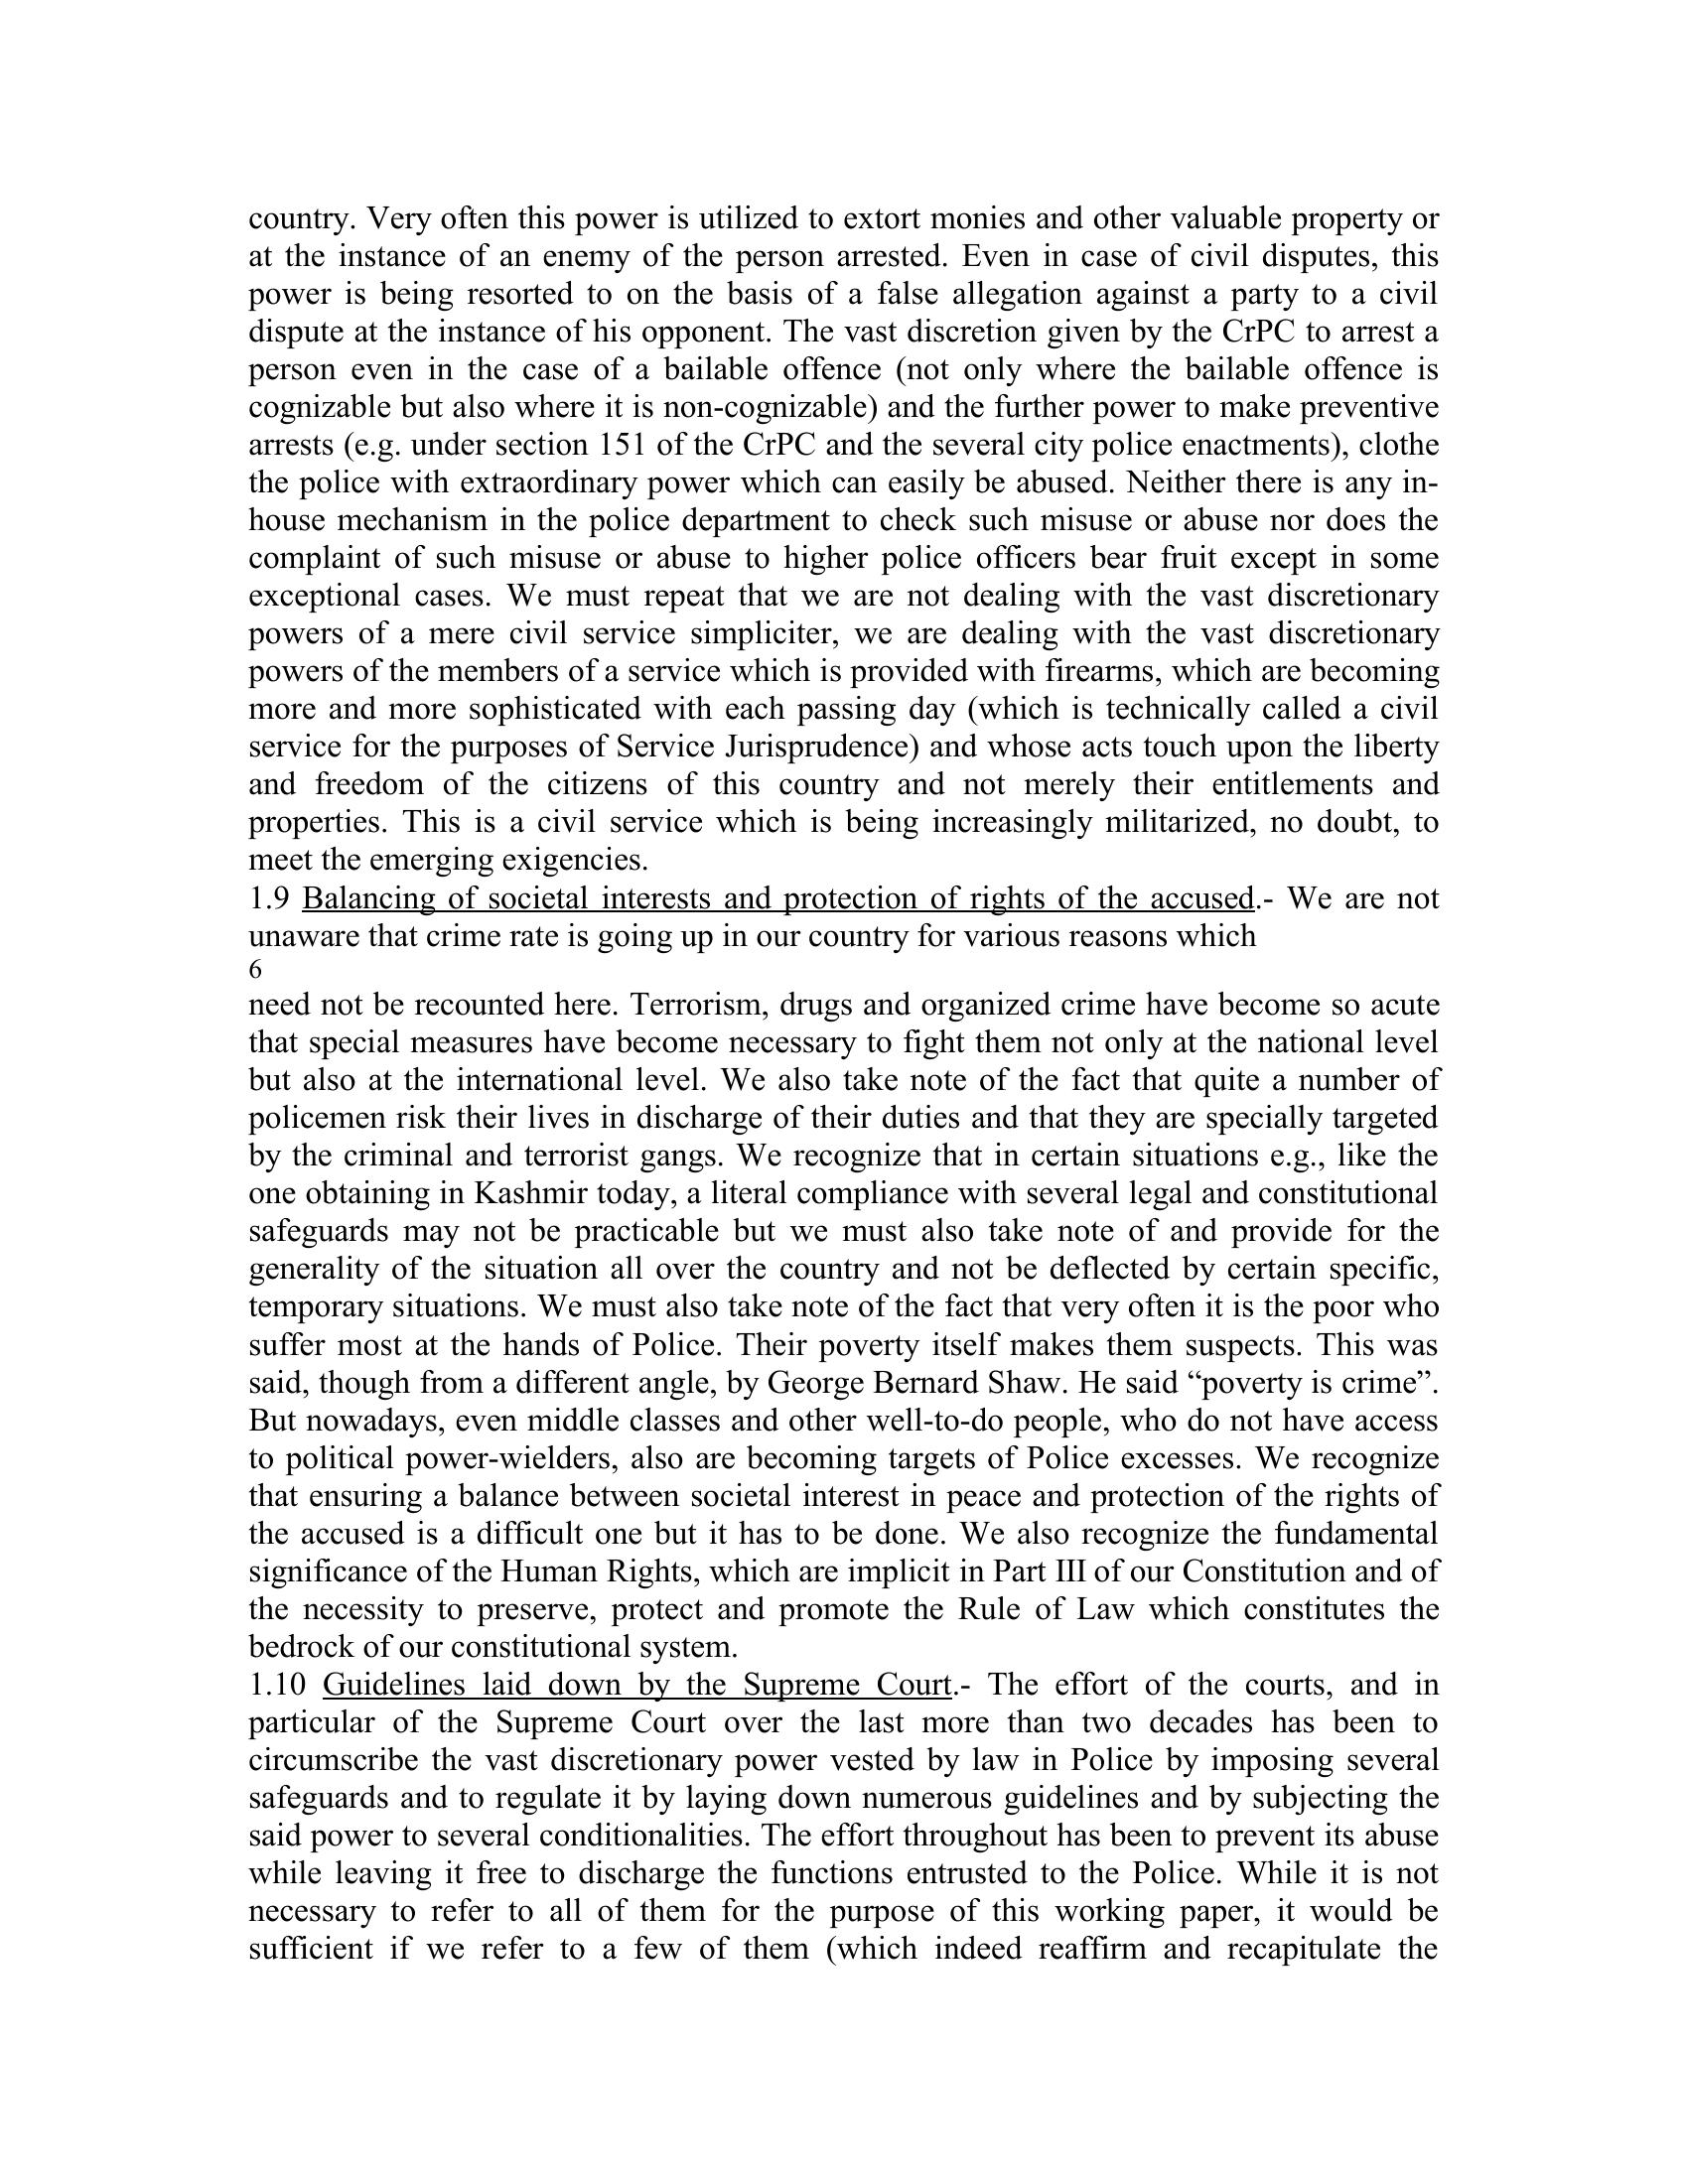 country. Very often this power is utilized to extort monies and other valuable property or
at the instance of an enemy of the person arrested. Even in case of civil disputes, this
power is being resorted to on the basis of a false allegation against a party to a civil
dispute at the instance of his opponent. The vast discretion given by the CrPC to arrest a
person even in the case of a bailable offence (not only where the bailable offence is
cognizable but also where it is non-cognizable) and the further power to make preventive
arrests (e.g. under section 151 of the CrPC and the several city police enactments), clothe
the police with extraordinary power which can easily be abused. Neither there is any in-
house mechanism in the police department to check such misuse or abuse nor does the
complaint of such misuse or abuse to higher police officers bear fruit except in some
exceptional cases. We must repeat that we are not dealing with the vast discretionary
powers of a mere civil service simpliciter, we are dealing with the vast discretionary
powers of the members of a service which is provided with firearms, which are becoming
more and more sophisticated with each passing day (which is technically called a civil
service for the purposes of Service Jurisprudence) and whose acts touch upon the liberty
and freedom of the citizens of this country and not merely their entitlements and
properties. This is a civil service which is being increasingly militarized, no doubt, to
meet the emerging exigencies.
1.9 Balancing of societal interests and protection of rights of the accused.- We are not
unaware that crime rate is going up in our country for various reasons which
6
need not be recounted here. Terrorism, drugs and organized crime have become so acute
that special measures have become necessary to fight them not only at the national level
but also at the international level. We also take note of the fact that quite a number of
policemen risk their lives in discharge of their duties and that they are specially targeted
by the criminal and terrorist gangs. We recognize that in certain situations e.g., like the
one obtaining in Kashmir today, a literal compliance with several legal and constitutional
safeguards may not be practicable but we must also take note of and provide for the
generality of the situation all over the country and not be deflected by certain specific,
temporary situations. We must also take note of the fact that very often it is the poor who
suffer most at the hands of Police. Their poverty itself makes them suspects. This was
said, though from a different angle, by George Bernard Shaw. He said “poverty is crime”.
But nowadays, even middle classes and other well-to-do people, who do not have access
to political power-wielders, also are becoming targets of Police excesses. We recognize
that ensuring a balance between societal interest in peace and protection of the rights of
the accused is a difficult one but it has to be done. We also recognize the fundamental
significance of the Human Rights, which are implicit in Part III of our Constitution and of
the necessity to preserve, protect and promote the Rule of Law which constitutes the
bedrock of our constitutional system.
1.10 Guidelines laid down by the Supreme Court.- The effort of the courts, and in
particular of the Supreme Court over the last more than two decades has been to
circumscribe the vast discretionary power vested by law in Police by imposing several
safeguards and to regulate it by laying down numerous guidelines and by subjecting the
said power to several conditionalities. The effort throughout has been to prevent its abuse
while leaving it free to discharge the functions entrusted to the Police. While it is not
necessary to refer to all of them for the purpose of this working paper, it would be
sufficient if we refer to a few of them (which indeed reaffirm and recapitulate the